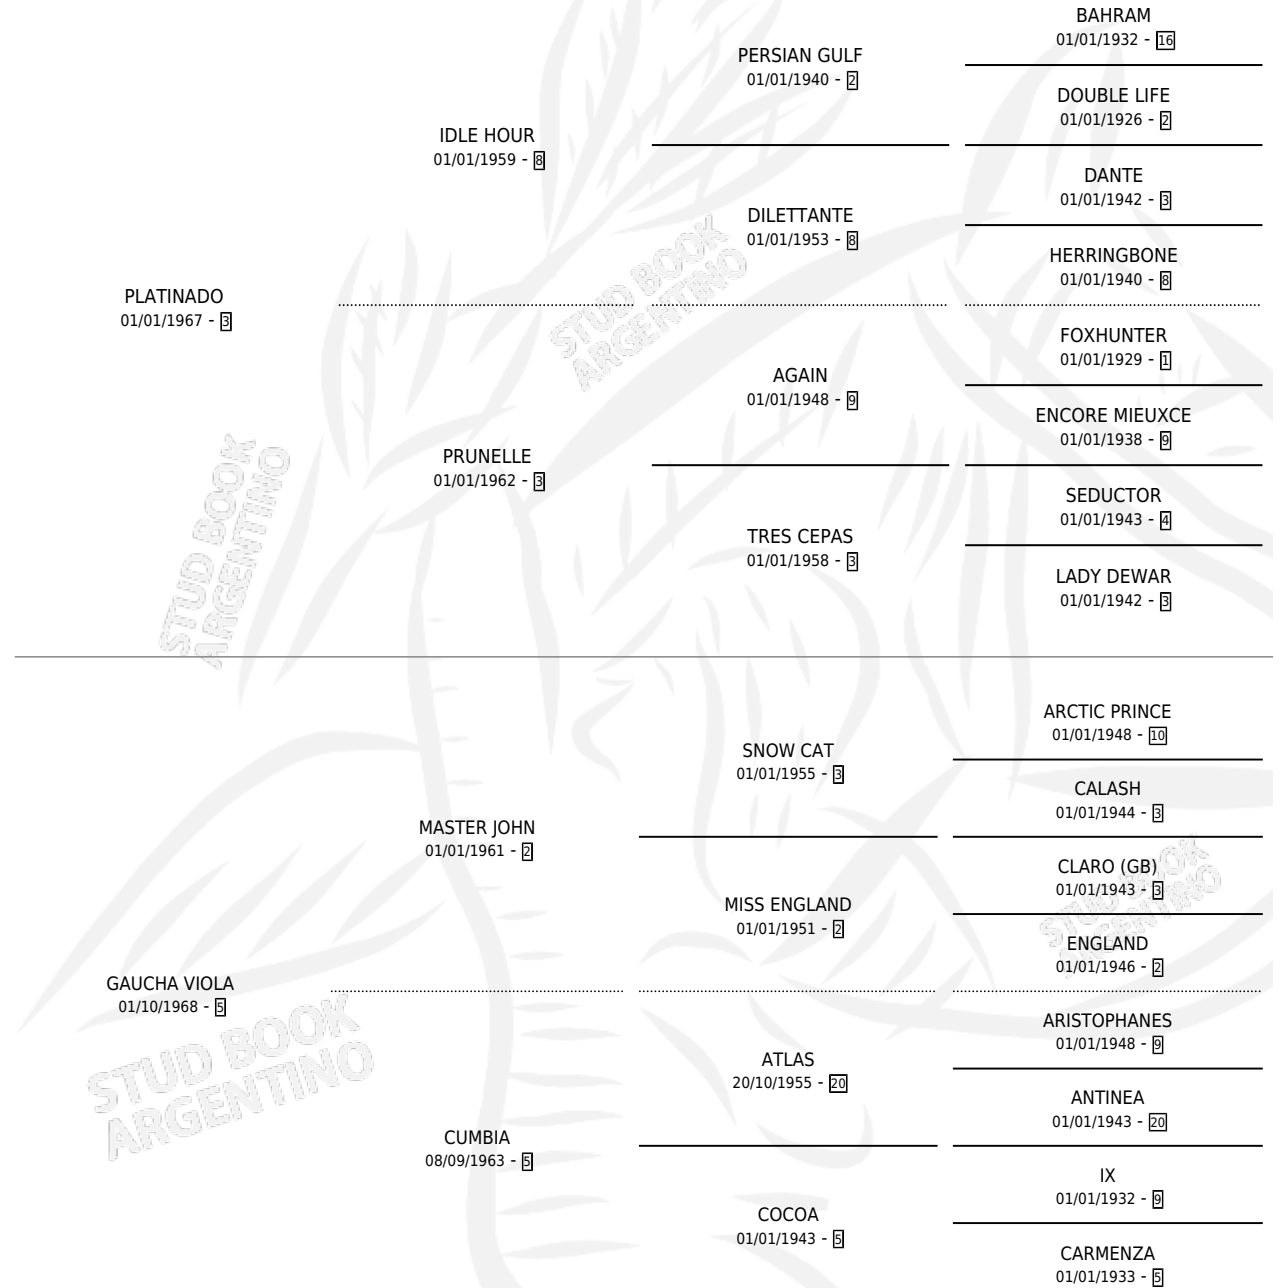 BAHRAM
01/01/1932 - 16
PERSIAN GULF
01/01/1940 - 2
DOUBLE LIFE
01/01/1926 - 2
IDLE HOUR
01/01/1959 - 8
DANTE
01/01/1942 - 3
DILETTANTE
01/01/1953 - 8
HERRINGBONE
01/01/1940 - 8
PLATINADO
01/01/1967 - 3
FOXHUNTER
01/01/1929 - 1
AGAIN
01/01/1948 - 9
ENCORE MIEUXCE
01/01/1938 - 9
PRUNELLE
01/01/1962 - 3
SEDUCTOR
01/01/1943 - 4
TRES CEPAS
01/01/1958 - 3
LADY DEWAR
01/01/1942 - 3
STUD BOOK
ARGENTINO
STUD BOOK
ARGENTINO
ARCTIC PRINCE
01/01/1948 - 10
SNOW CAT
01/01/1955 - 3
CALASH
01/01/1944 - 3
MASTER JOHN
01/01/1961 - 2
CLARO (GB)
01/01/1943 - 3
MISS ENGLAND
01/01/1951 - 2
ENGLAND
01/01/1946 - 2
GAUCHA VIOLA
01/10/1968 - 5
ARISTOPHANES
01/01/1948 - 9
ATLAS
20/10/1955 - 20
ANTINEA
01/01/1943 - 20
CUMBIA
08/09/1963 - 5
IX
01/01/1932 - 9
COCOA
01/01/1943 - 5
CARMENZA
01/01/1933 - 5
STUD BOOK
ARGENTINO
STUD BOOK
ARGENTINO